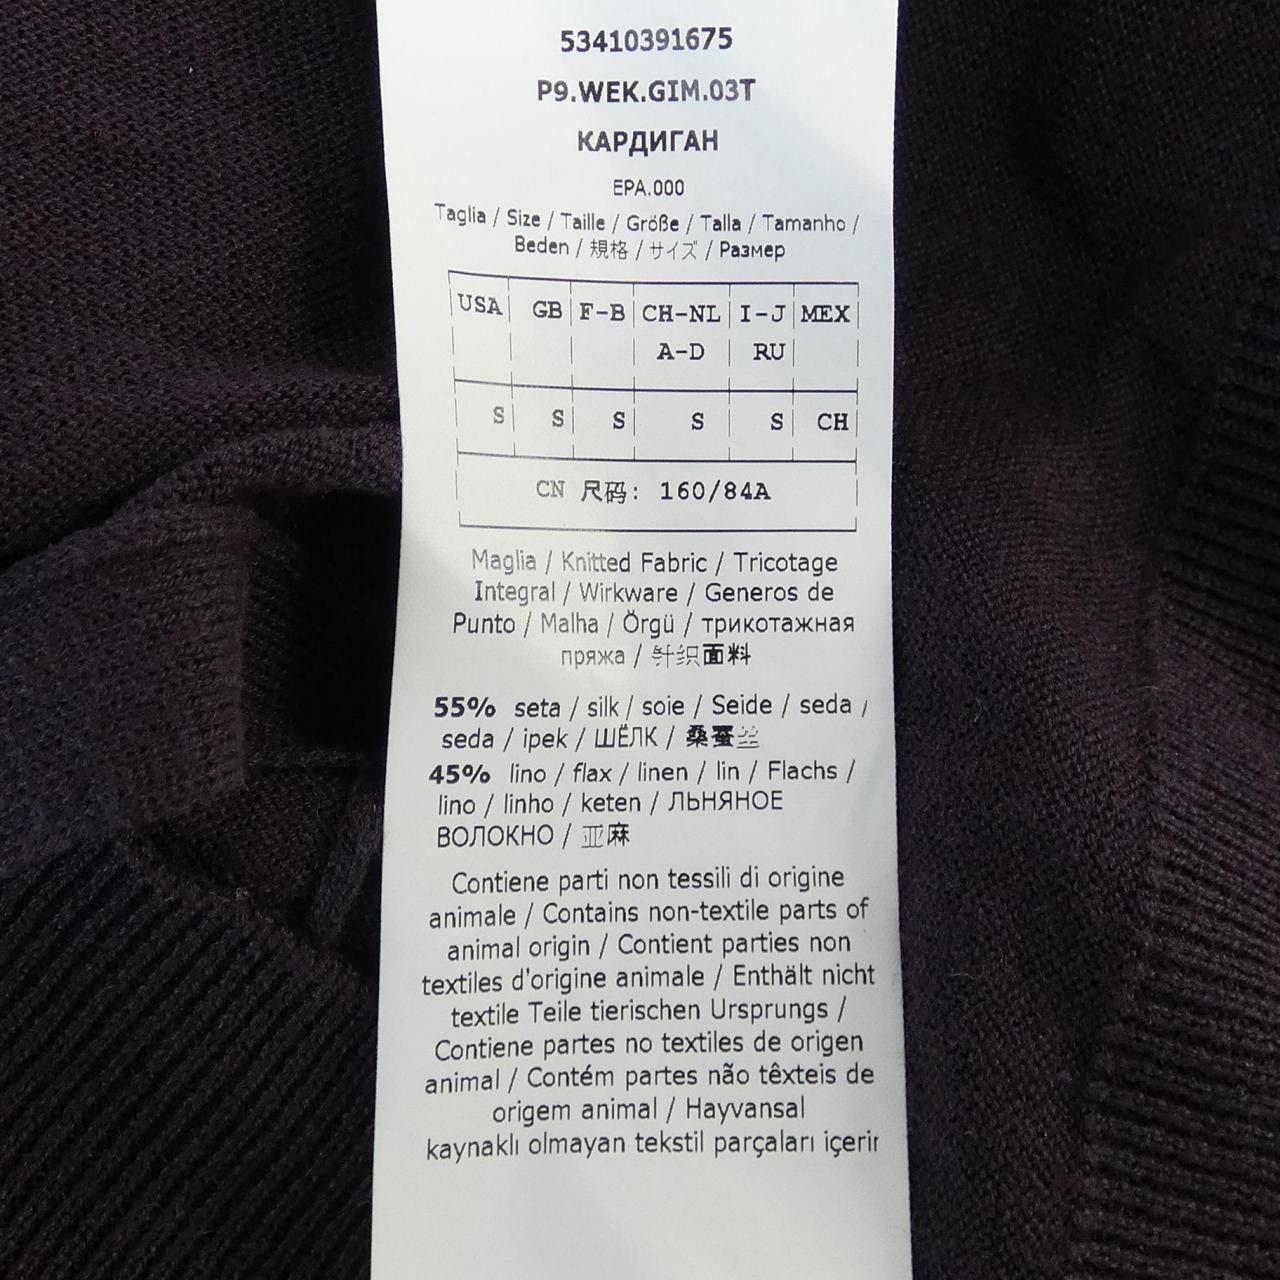 53410391675
P9.WEK.GIM.03T
КАРДИГАН
EPA.000
Taglia / Size / Taille / Größe / Talla / Tamanho /
Beden / 規格 / サイズ / Размер
USA GB F-B CH-NL I-J MEX
A-D RU
S S S S S CH
CN 尺码: 160/84A
Maglia / Knitted Fabric / Tricotage
Integral / Wirkware / Generos de
Punto / Malha / Örgü / трикотажная
пряжа / 针织面料
55% seta / silk / soie / Seide / seda /
seda / ipek / ШЁЛК / 桑蚕丝
45% lino / flax / linen / lin / Flachs /
lino / linho / keten / ЛЬНЯНОЕ
ВОЛОКНО / 亚麻
Contiene parti non tessili di origine
animale / Contains non-textile parts of
animal origin / Contient parties non
textiles d'origine animale / Enthält nicht
textile Teile tierischen Ursprungs /
Contiene partes no textiles de origen
animal / Contém partes não têxteis de
origem animal / Hayvansal
kaynaklı olmayan tekstil parçaları içerir